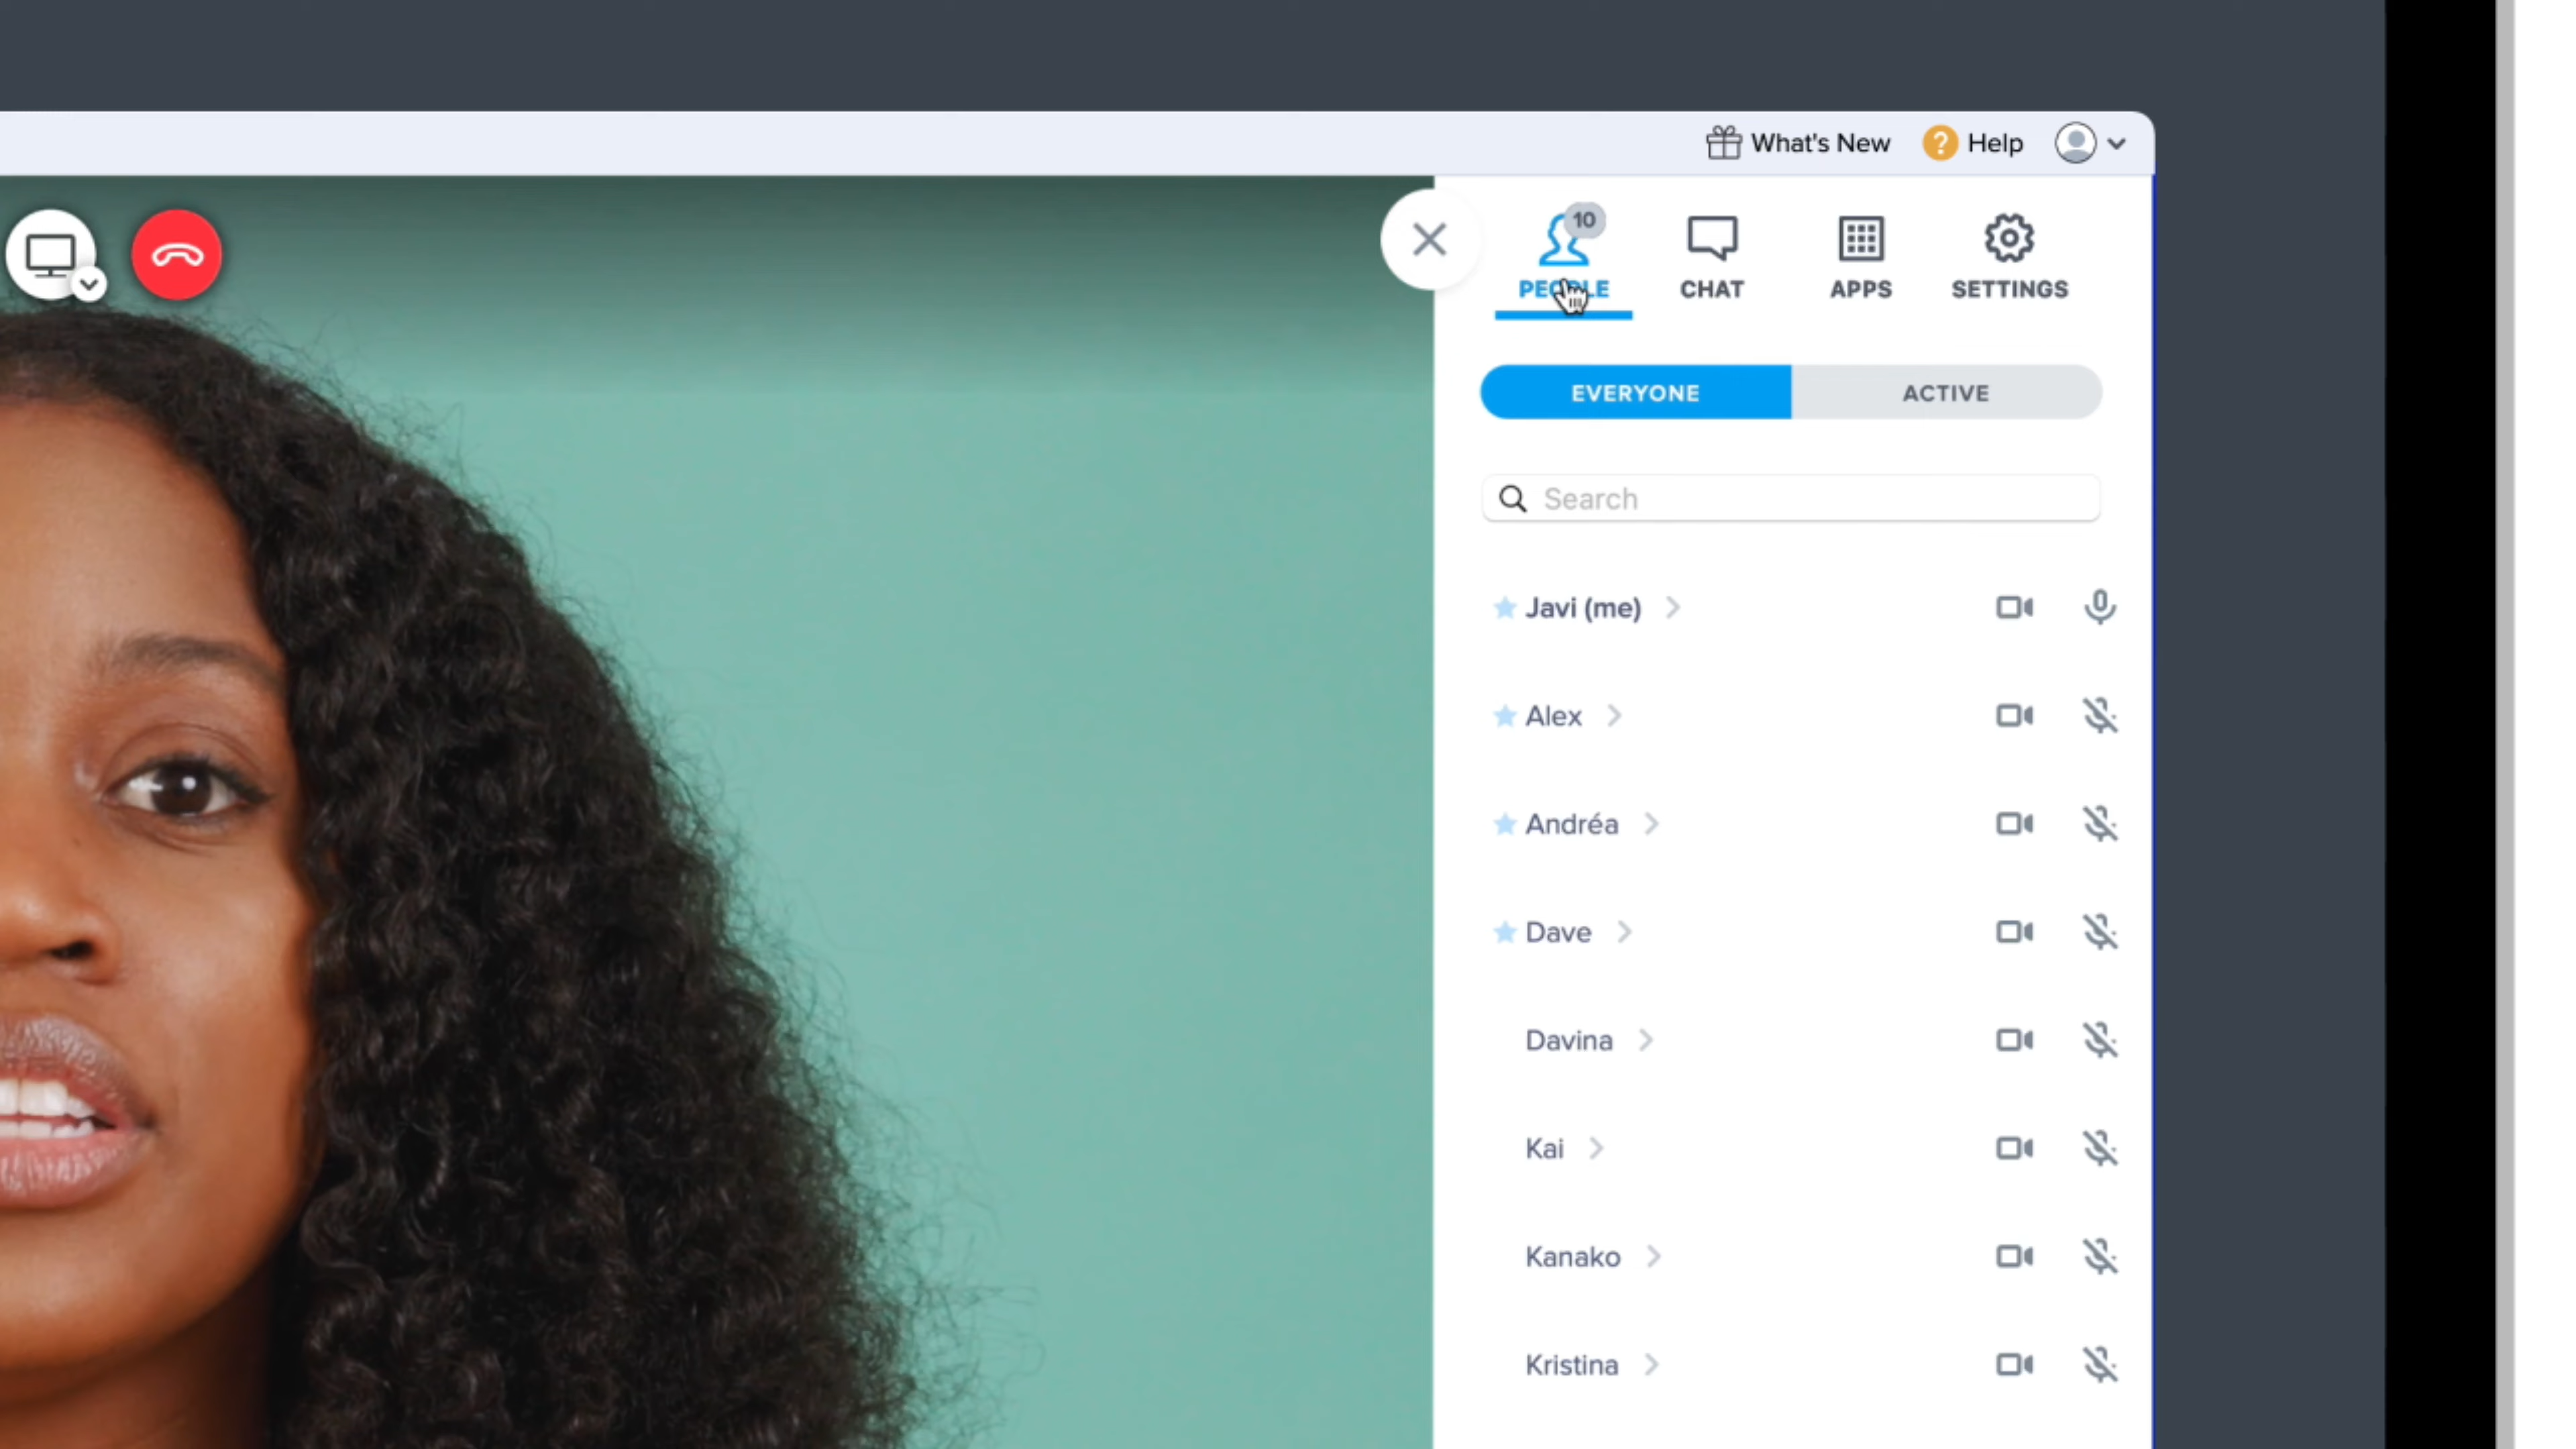 What's New Help
10
PEOPLE CHAT APPS SETTINGS
EVERYONE ACTIVE
Search
Javi (me)
Alex
Andréa
Dave
Davina
Kai
Kanako
Kristina